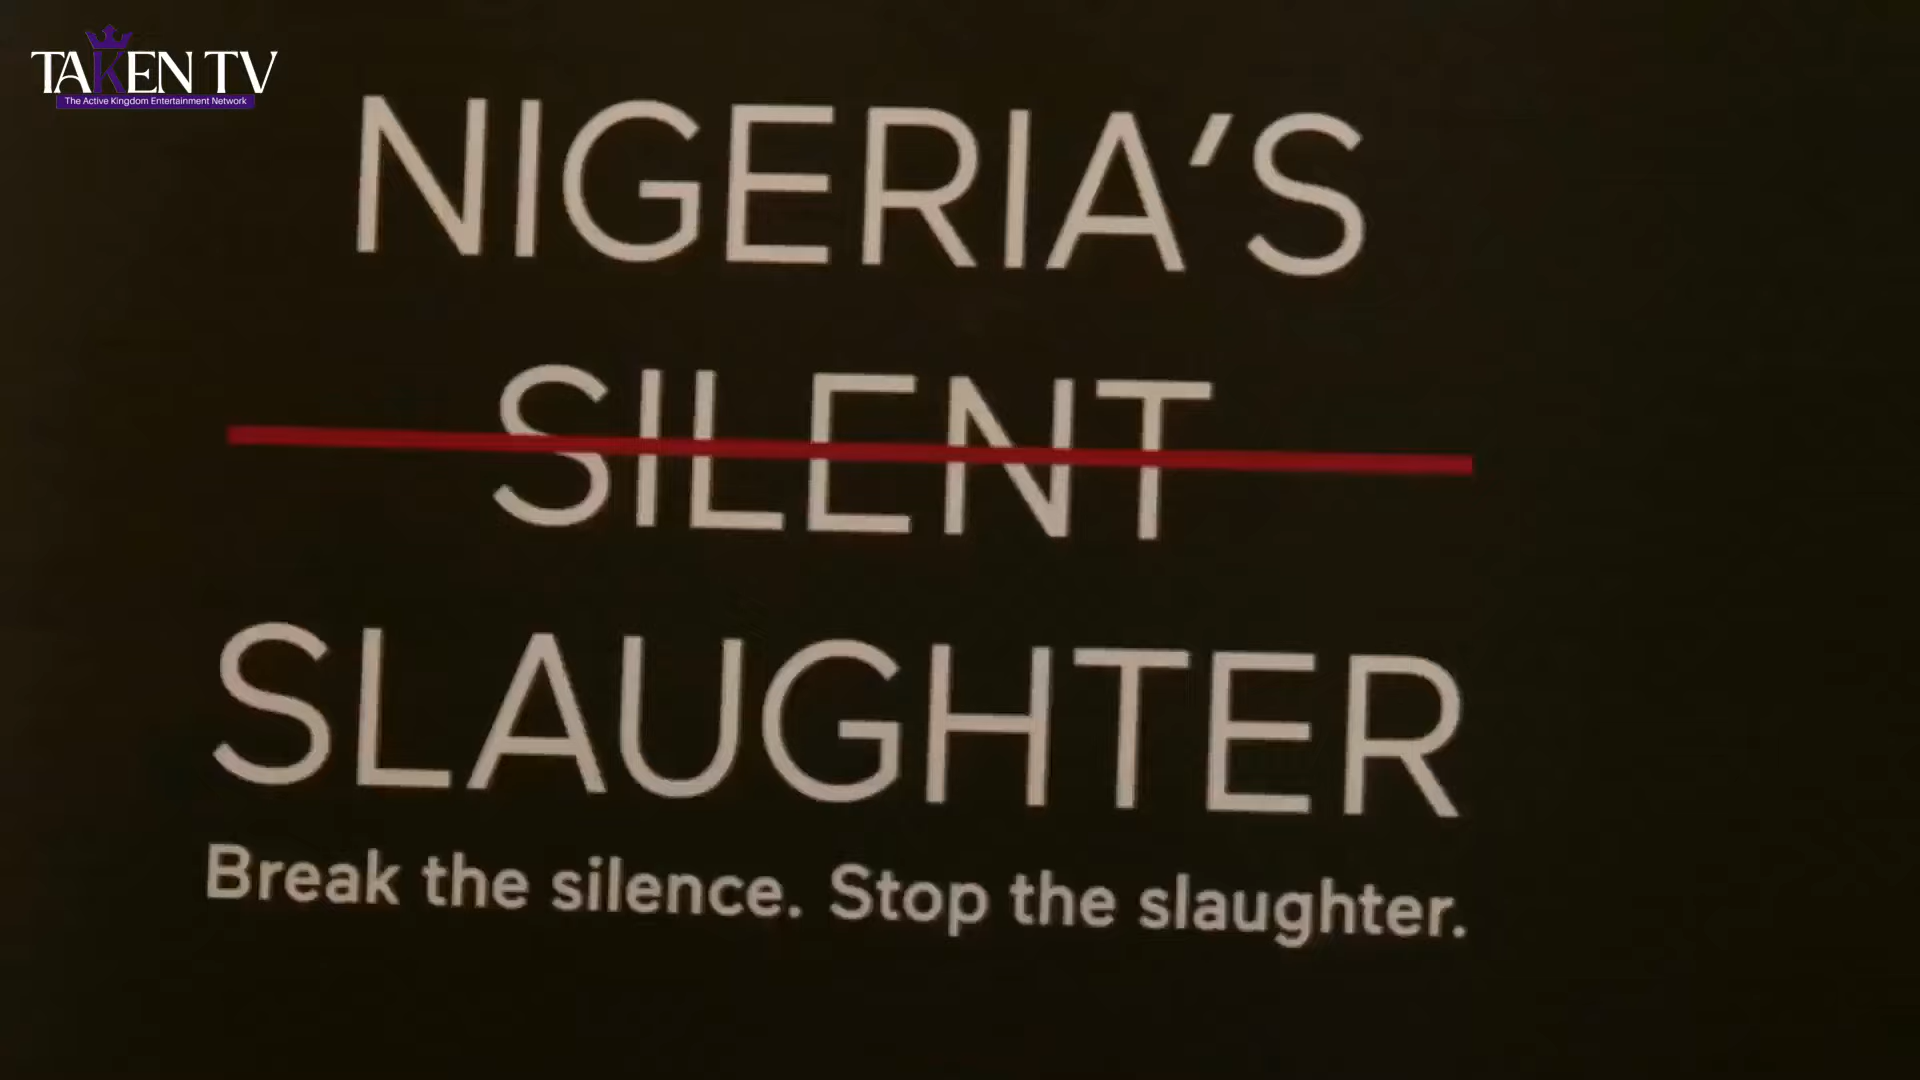 TAKEN TV
The Active Kingdom Entertainment Network
NIGERIA'S
SILENT
SLAUGHTER
Break the silence. Stop the slaughter.